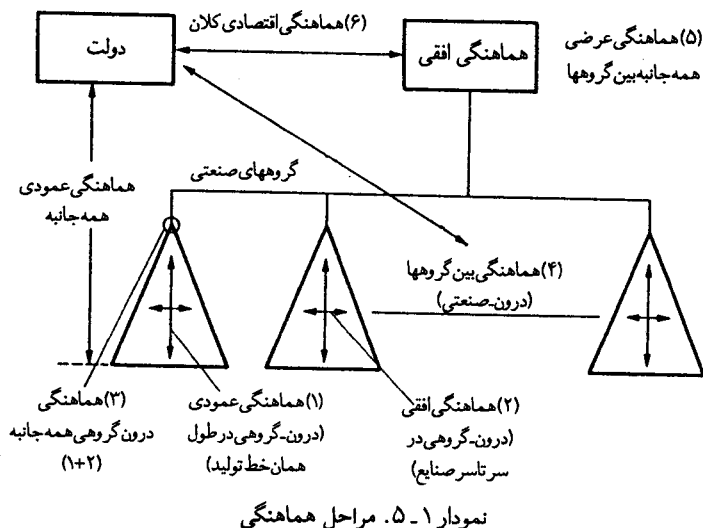 (۶)هماهنگی اقتصادی کلان
دولت
هماهنگی افقی
(۵)هماهنگی عرضی
همه جانبه بین گروهها
گروههای صنعتی
هماهنگی عمودی
همه جانبه
(۴)هماهنگی بین گروهها
(درون-صنعتی)
(۳)هماهنگی
درون گروهی همه جانبه
(۱+۲)
(۱)هماهنگی عمودی
(درون-گروهی در طول
همان خط تولید)
(۲)هماهنگی افقی
(درون-گروهی در
سرتاسر صنایع)
نمودار ۱ ـ ۵. مراحل هماهنگی